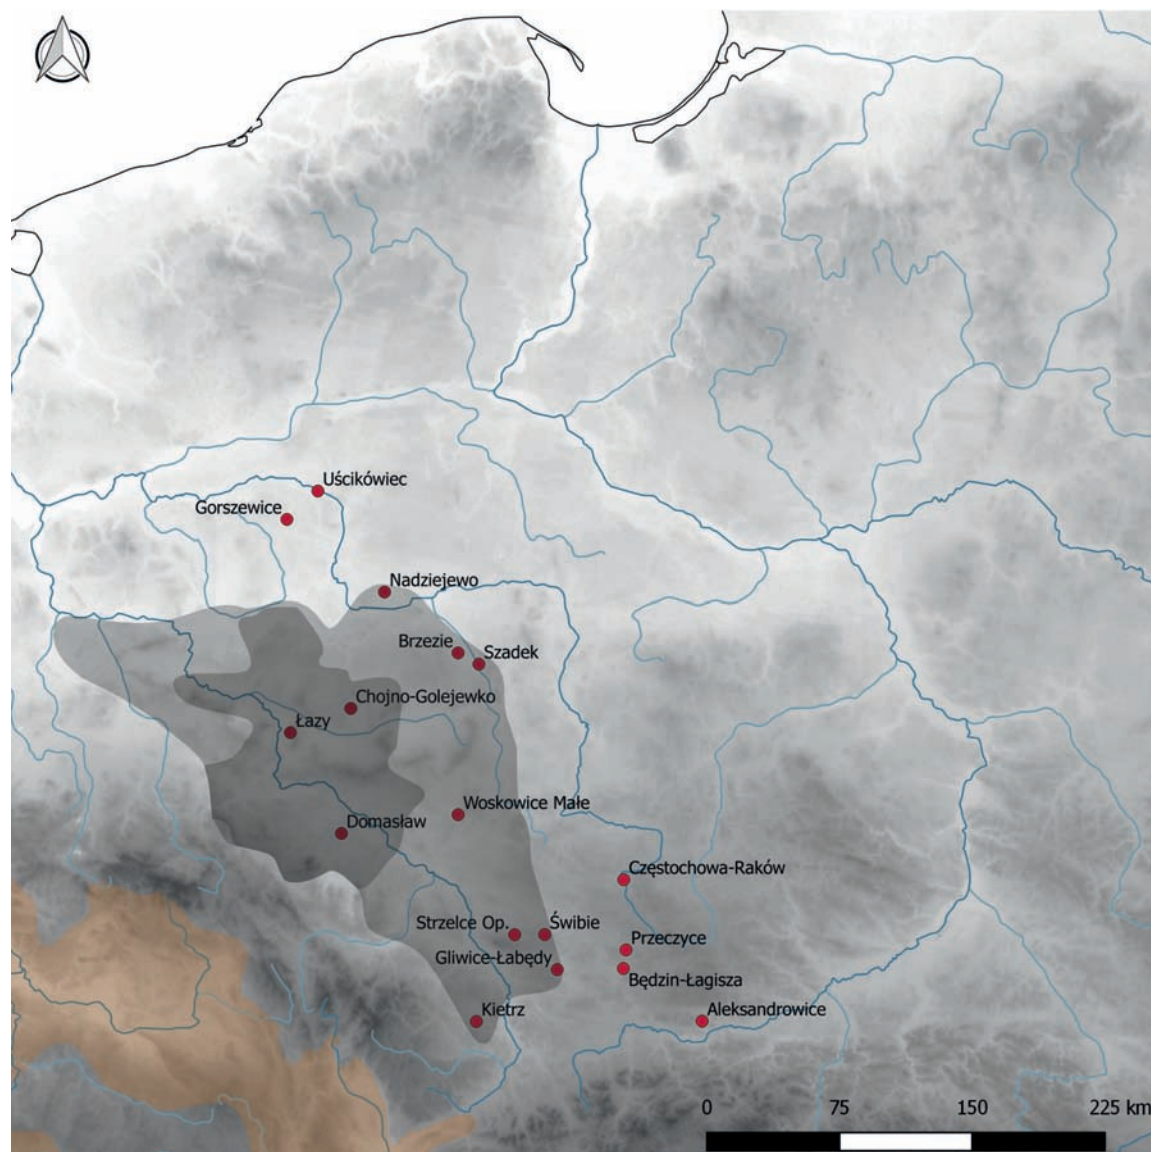 Uścikówiec
Gorszewice
Nadziejewo
Brzezie
Szadek
Chojno-Golejewko
Łazy
Woskowice Małe
Domasław
Częstochowa-Raków
Strzelce Op.
Świbie
Przeczyce
Gliwice-Łabędy
Będzin-Łagisza
Kietrz
Aleksandrowice
0 75 150 225 km